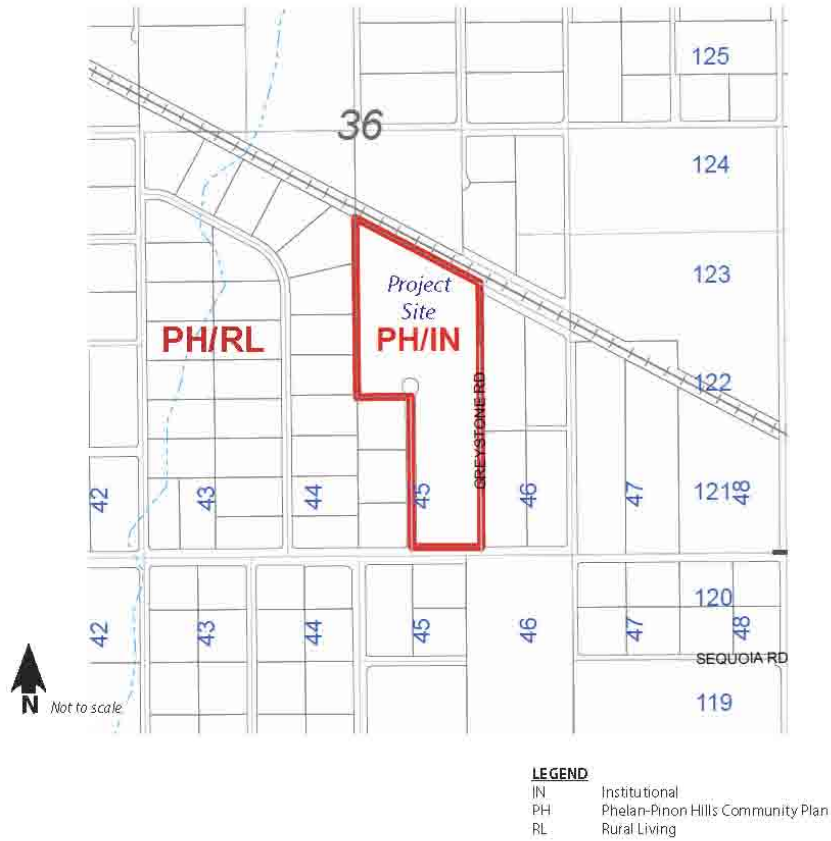 125
36
124
123
Project
Site
PH/RL
PH/IN
122
GREYSTONE RD
42
43
44
45
46
47
121
48
120
42
43
44
45
46
47
48
SEQUOIA RD
119
N
Not to scale
LEGEND
IN Institutional
PH Phelan-Pinon Hills Community Plan
RL Rural Living